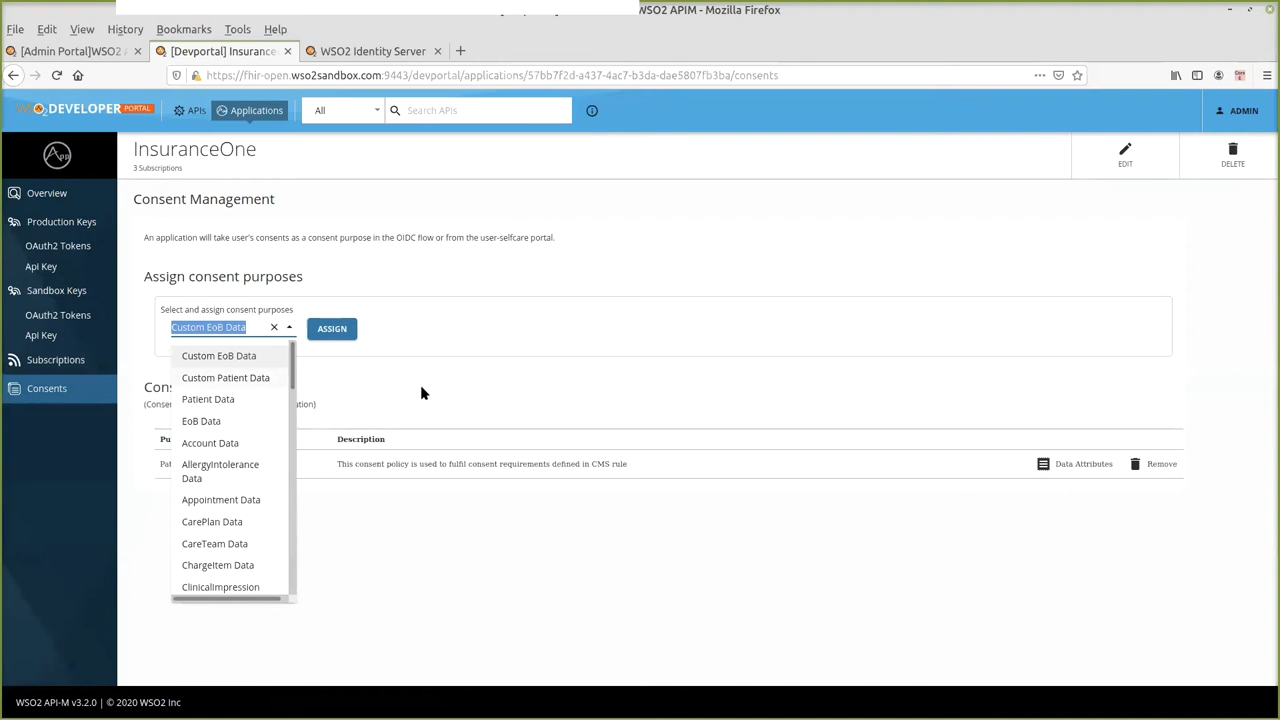 WSO2 APIM - Mozilla Firefox
File Edit View History Bookmarks Tools Help
[Admin Portal]WSO2 A
[Devportal] Insurance
WSO2 Identity Server
https://fhir-open.wso2sandbox.com:9443/devportal/applications/57bb7f2d-a437-4ac7-b3da-dae5807fb3ba/consents
WSO2 DEVELOPER PORTAL
APIs
Applications
All
Search APIs
ADMIN
App
InsuranceOne
3 Subscriptions
EDIT
DELETE
Overview
Production Keys
OAuth2 Tokens
Api Key
Sandbox Keys
OAuth2 Tokens
Api Key
Subscriptions
Consents
Consent Management
An application will take user's consents as a consent purpose in the OIDC flow or from the user-selfcare portal.
Assign consent purposes
Select and assign consent purposes
Custom EoB Data
ASSIGN
Custom EoB Data
Custom Patient Data
Patient Data
EoB Data
Account Data
AllergyIntolerance
Data
Appointment Data
CarePlan Data
CareTeam Data
ChargeItem Data
ClinicalImpression
Description
This consent policy is used to fulfil consent requirements defined in CMS rule
Data Attributes
Remove
WSO2 API-M v3.2.0 | © 2020 WSO2 Inc